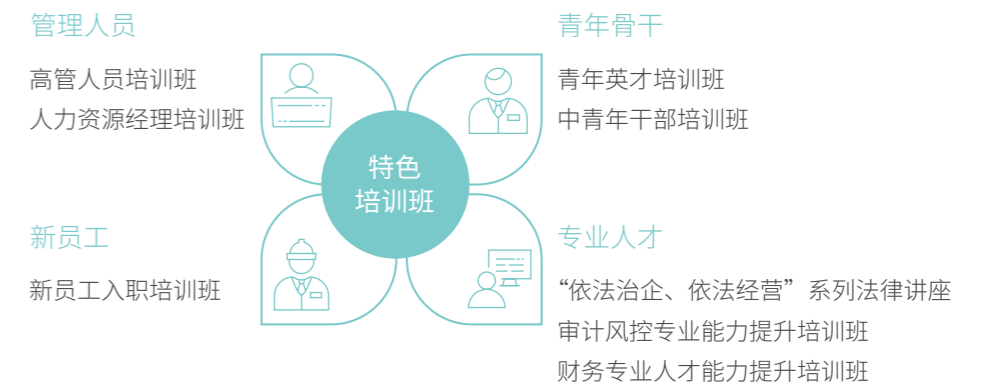 管理人员
高管人员培训班
人力资源经理培训班
青年骨干
青年英才培训班
中青年干部培训班
特色
培训班
新员工
新员工入职培训班
专业人才
“依法治企、依法经营”系列法律讲座
审计风控专业能力提升培训班
财务专业人才能力提升培训班